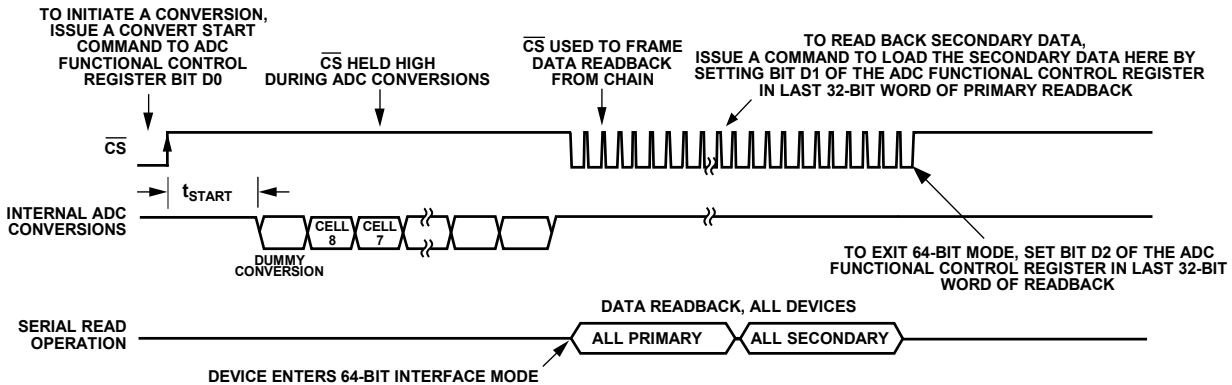 TO INITIATE A CONVERSION,
ISSUE A CONVERT START
COMMAND TO ADC
FUNCTIONAL CONTROL
REGISTER BIT D0
CS HELD HIGH
DURING ADC CONVERSIONS
CS USED TO FRAME
DATA READBACK
FROM CHAIN
TO READ BACK SECONDARY DATA,
ISSUE A COMMAND TO LOAD THE SECONDARY DATA HERE BY
SETTING BIT D1 OF THE ADC FUNCTIONAL CONTROL REGISTER
IN LAST 32-BIT WORD OF PRIMARY READBACK
CS
tSTART
INTERNAL ADC
CONVERSIONS
CELL
8
CELL
7
DUMMY
CONVERSION
TO EXIT 64-BIT MODE, SET BIT D2 OF THE ADC
FUNCTIONAL CONTROL REGISTER IN LAST 32-BIT
WORD OF READBACK
DATA READBACK, ALL DEVICES
SERIAL READ
OPERATION
ALL PRIMARY
ALL SECONDARY
DEVICE ENTERS 64-BIT INTERFACE MODE